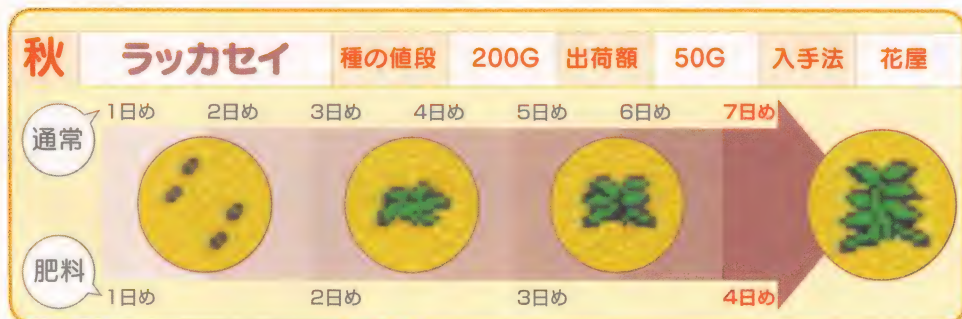 秋 ラッカセイ 種の値段 200G 出荷額 50G 入手法 花屋
通常 1日め 2日め 3日め 4日め 5日め 6日め 7日め
肥料 1日め 2日め 3日め 4日め